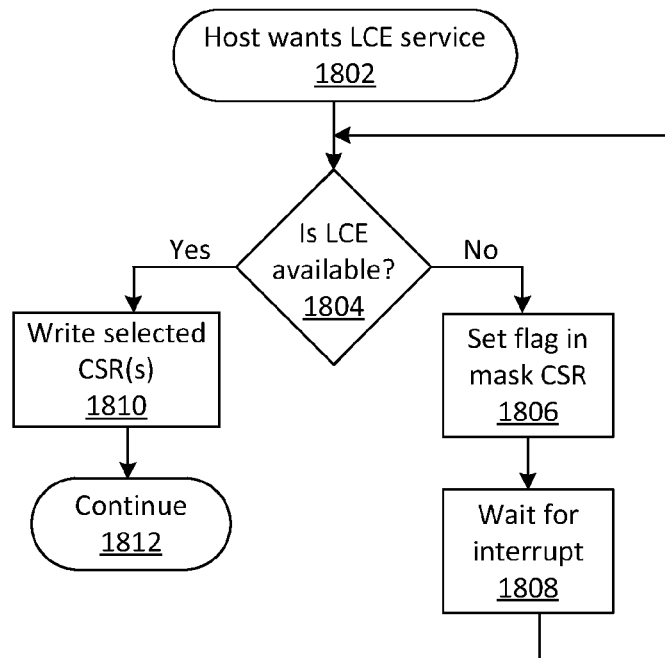 Host wants LCE service
1802
Is LCE
available?
1804
Yes
No
Write selected
CSR(s)
1810
Set flag in
mask CSR
1806
Continue
1812
Wait for
interrupt
1808